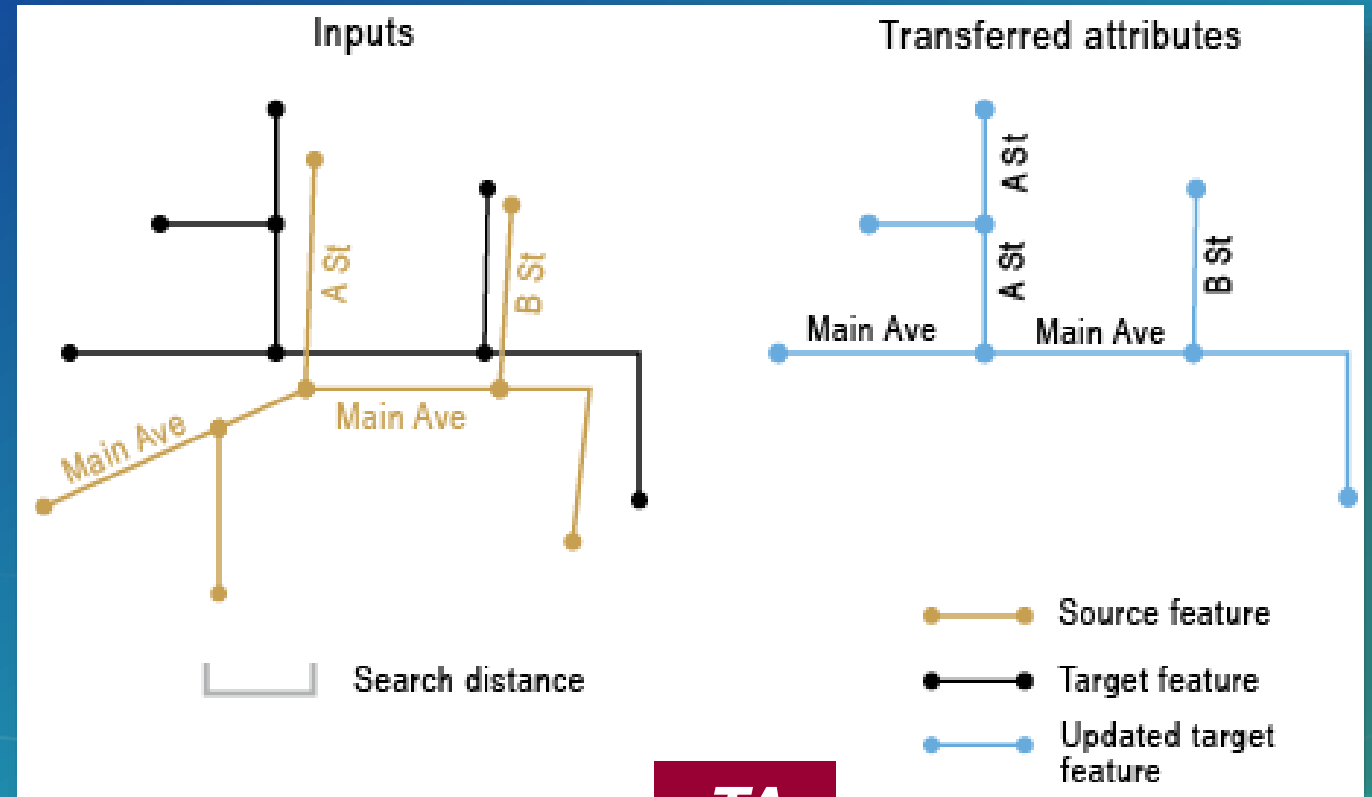 Inputs
Transferred attributes
A St
B St
Main Ave
Main Ave
A St
A St
B St
Main Ave
Main Ave
Search distance
Source feature
Target feature
Updated target
feature